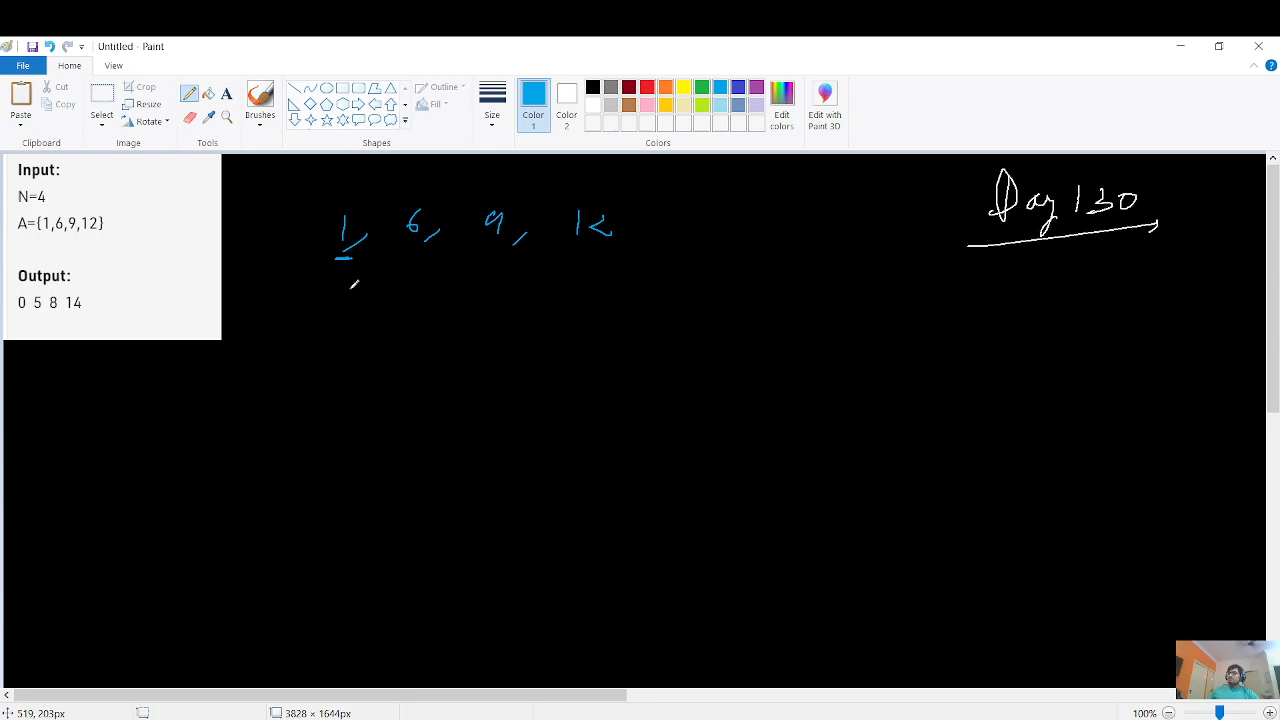 Untitled - Paint
File
Home
View
Paste
Cut
Copy
Clipboard
Select
Crop
Resize
Rotate
Image
A
Tools
Brushes
Outline
Fill
Shapes
Size
Color 1
Color 2
Edit colors
Colors
Edit with Paint 3D
Input:
N=4
A={1,6,9,12}
Output:
0 5 8 14
1, 6, 9, 12
Day 130
519, 203px
3828 × 1644px
100%